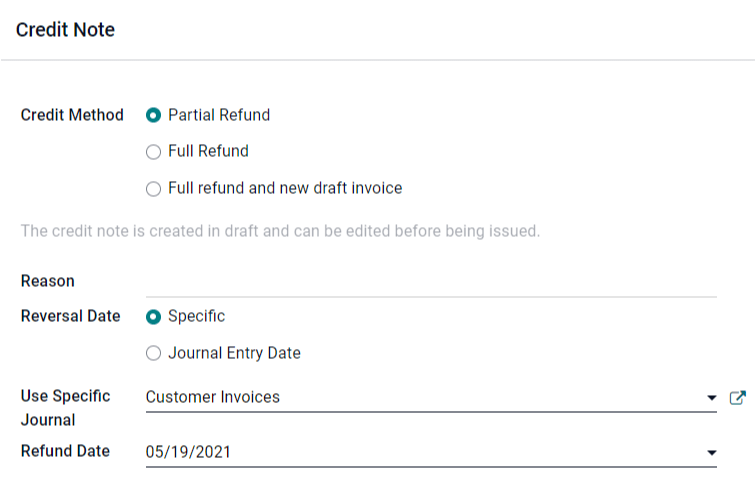 Credit Note
Credit Method Partial Refund
Full Refund
Full refund and new draft invoice
The credit note is created in draft and can be edited before being issued.
Reason
Reversal Date Specific
Journal Entry Date
Use Specific Customer Invoices
Journal
Refund Date 05/19/2021